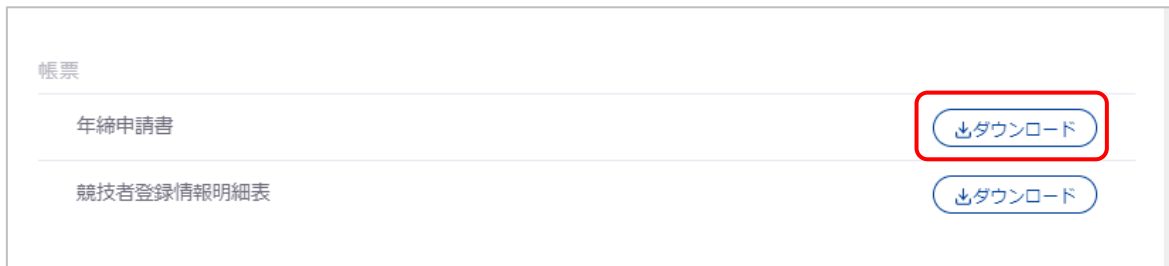 帳票
年締申請書
ダウンロード
競技者登録情報明細表
ダウンロード